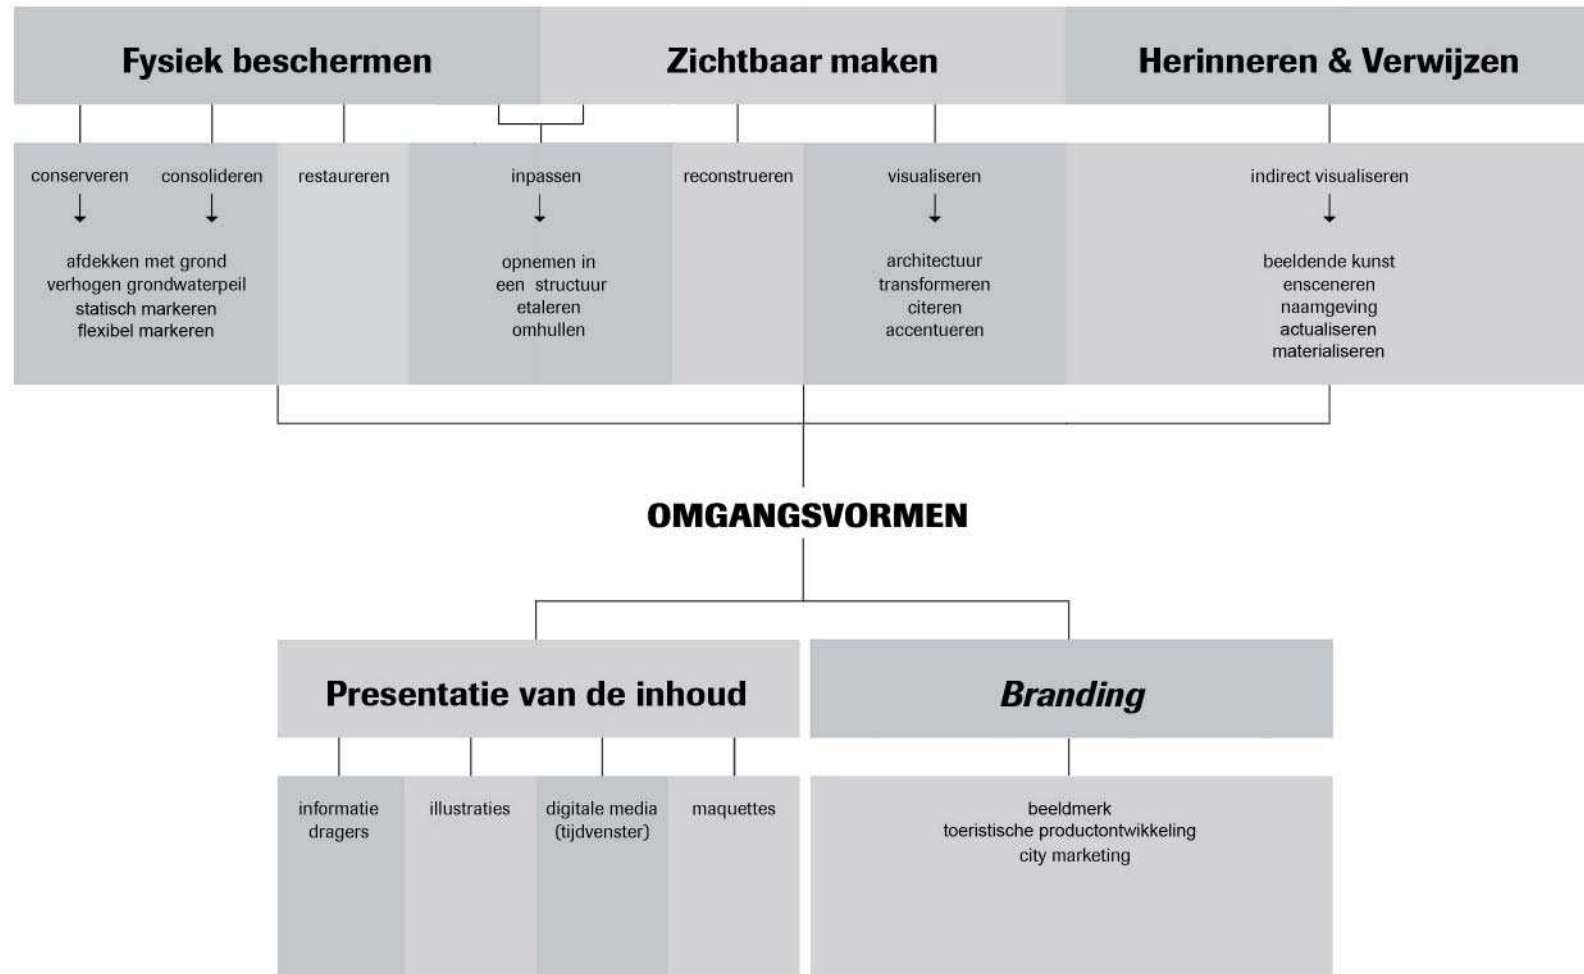 Fysiek beschermen
Zichtbaar maken
Herinneren & Verwijzen
conserveren
consolideren
restaureren
inpassen
reconstrueren
visualiseren
indirect visualiseren
afdekken met grond
verhogen grondwaterpeil
statisch markeren
flexibel markeren
opnemen in
een structuur
etaleren
omhullen
architectuur
transformeren
citeren
accentueren
beeldende kunst
ensceneren
naamgeving
actualiseren
materialiseren
OMGANGSVORMEN
Presentatie van de inhoud
Branding
informatie
dragers
illustraties
digitale media
(tijdvenster)
maquettes
beeldmerk
toeristische productontwikkeling
city marketing